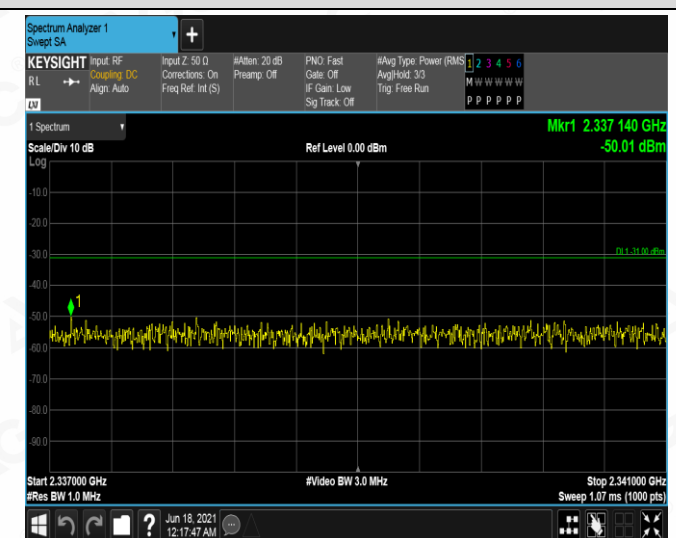 Spectrum Analyzer 1
Swept SA
+
KEYSIGHT Input: RF Input Z: 50 Ω #Atten: 20 dB PNO: Fast #Avg Type: Power (RMS 1 2 3 4 5 6
RL Coupling: DC Corrections: On Preamp: Off Gate: Off Avg|Hold: 3/3 M W W W W W
Align: Auto Freq Ref: Int (S) IF Gain: Low Trig: Free Run
LXI Sig Track: Off P P P P P P
1 Spectrum Mkr1 2.337 140 GHz
Scale/Div 10 dB Ref Level 0.00 dBm -50.01 dBm
Log
-10.0
-20.0
-30.0 DL1 -31.00 dBm
-40.0
1
-50.0
-60.0
-70.0
-80.0
-90.0
Start 2.337000 GHz #Video BW 3.0 MHz Stop 2.341000 GHz
#Res BW 1.0 MHz Sweep 1.07 ms (1000 pts)
? Jun 18, 2021
12:17:47 AM